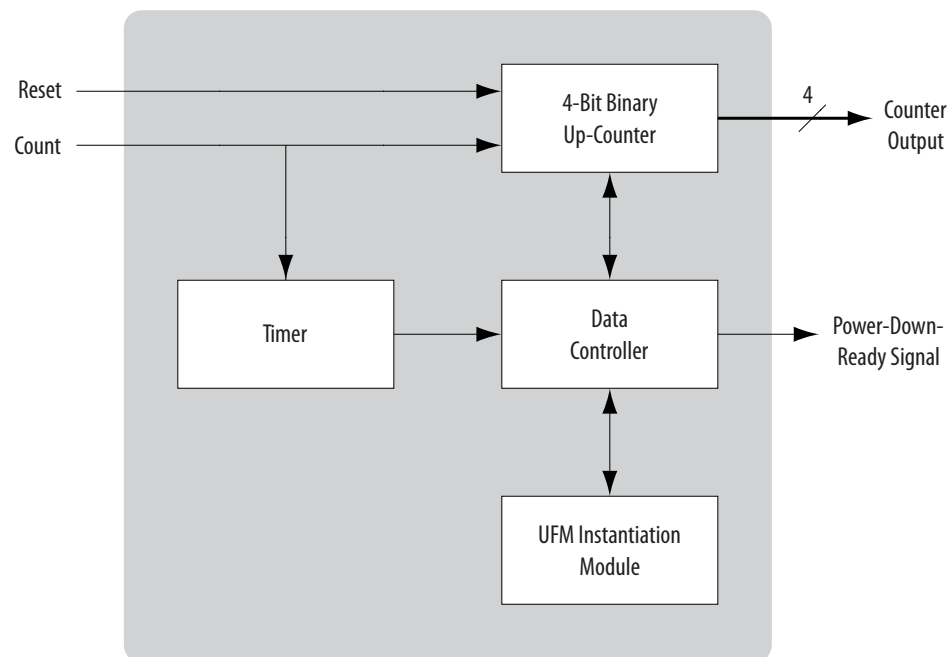 Reset
Count
4-Bit Binary
Up-Counter
4
Counter
Output
Timer
Data
Controller
Power-Down-
Ready Signal
UFM Instantiation
Module